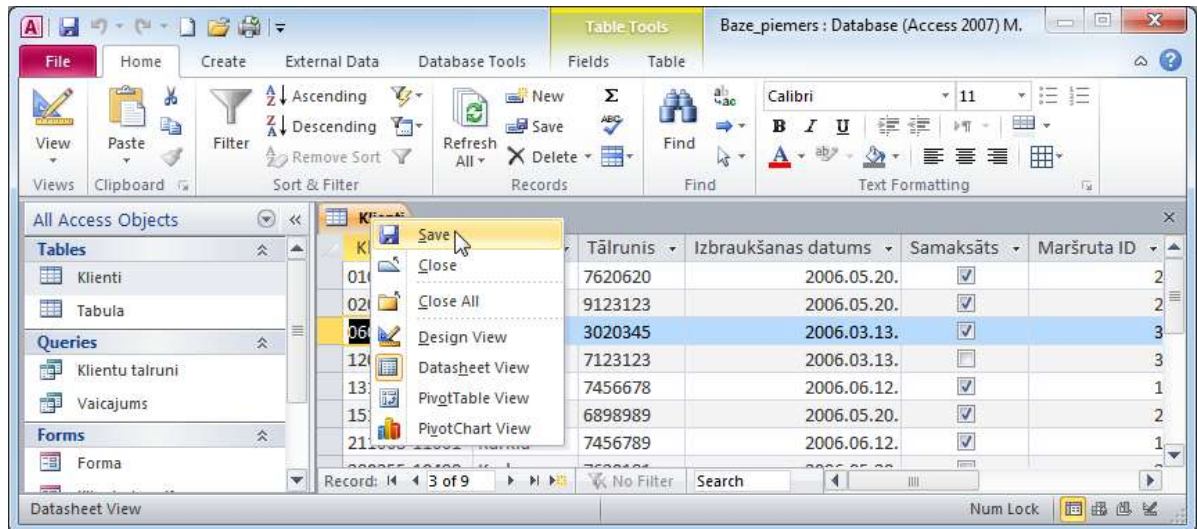 Table Tools Baze_piemers : Database (Access 2007) M.
File Home Create External Data Database Tools Fields Table
Ascending New Calibri 11
Descending Save
View Paste Filter Remove Sort Refresh All Delete Find
Views Clipboard Sort & Filter Records Find Text Formatting
All Access Objects
Tables
Klienti
Tabula
Queries
Klientu talruni
Vaicajums
Forms
Forma
Klienti
Save
Close
Close All
Design View
Datasheet View
PivotTable View
PivotChart View
Tālrunis Izbraukšanas datums Samaksāts Maršruta ID
7620620 2006.05.20. 2
9123123 2006.05.20. 2
3020345 2006.03.13. 3
7123123 2006.03.13. 3
7456678 2006.06.12. 1
6898989 2006.05.20. 2
7456789 2006.06.12. 1
Record: 3 of 9 No Filter Search
Datasheet View Num Lock